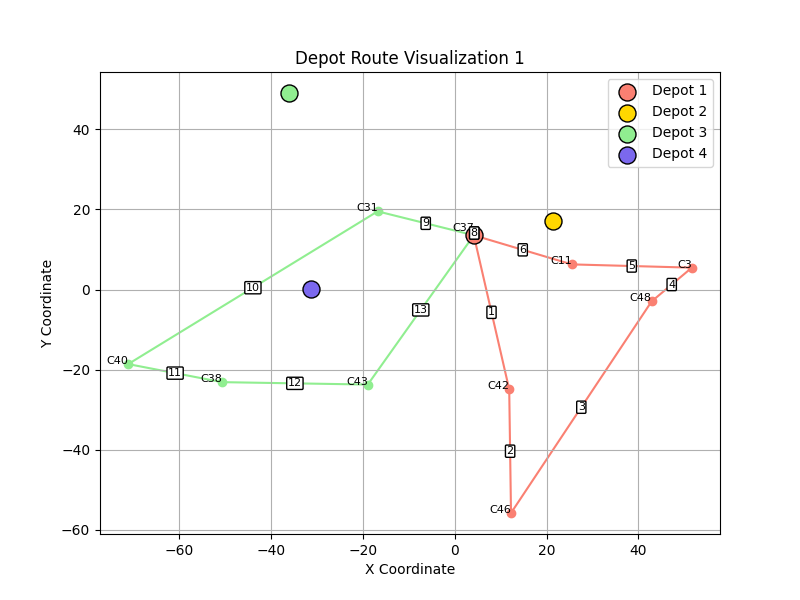 Depot Route Visualization 1
Depot 1
Depot 2
Depot 3
Depot 4
Y Coordinate
40
20
0
−20
−40
−60
C31
9
C37
8
6
C11
5
C3
4
C48
10
13
1
C40
11
C38
12
C43
C42
3
2
C46
−60
−40
−20
0
20
40
X Coordinate